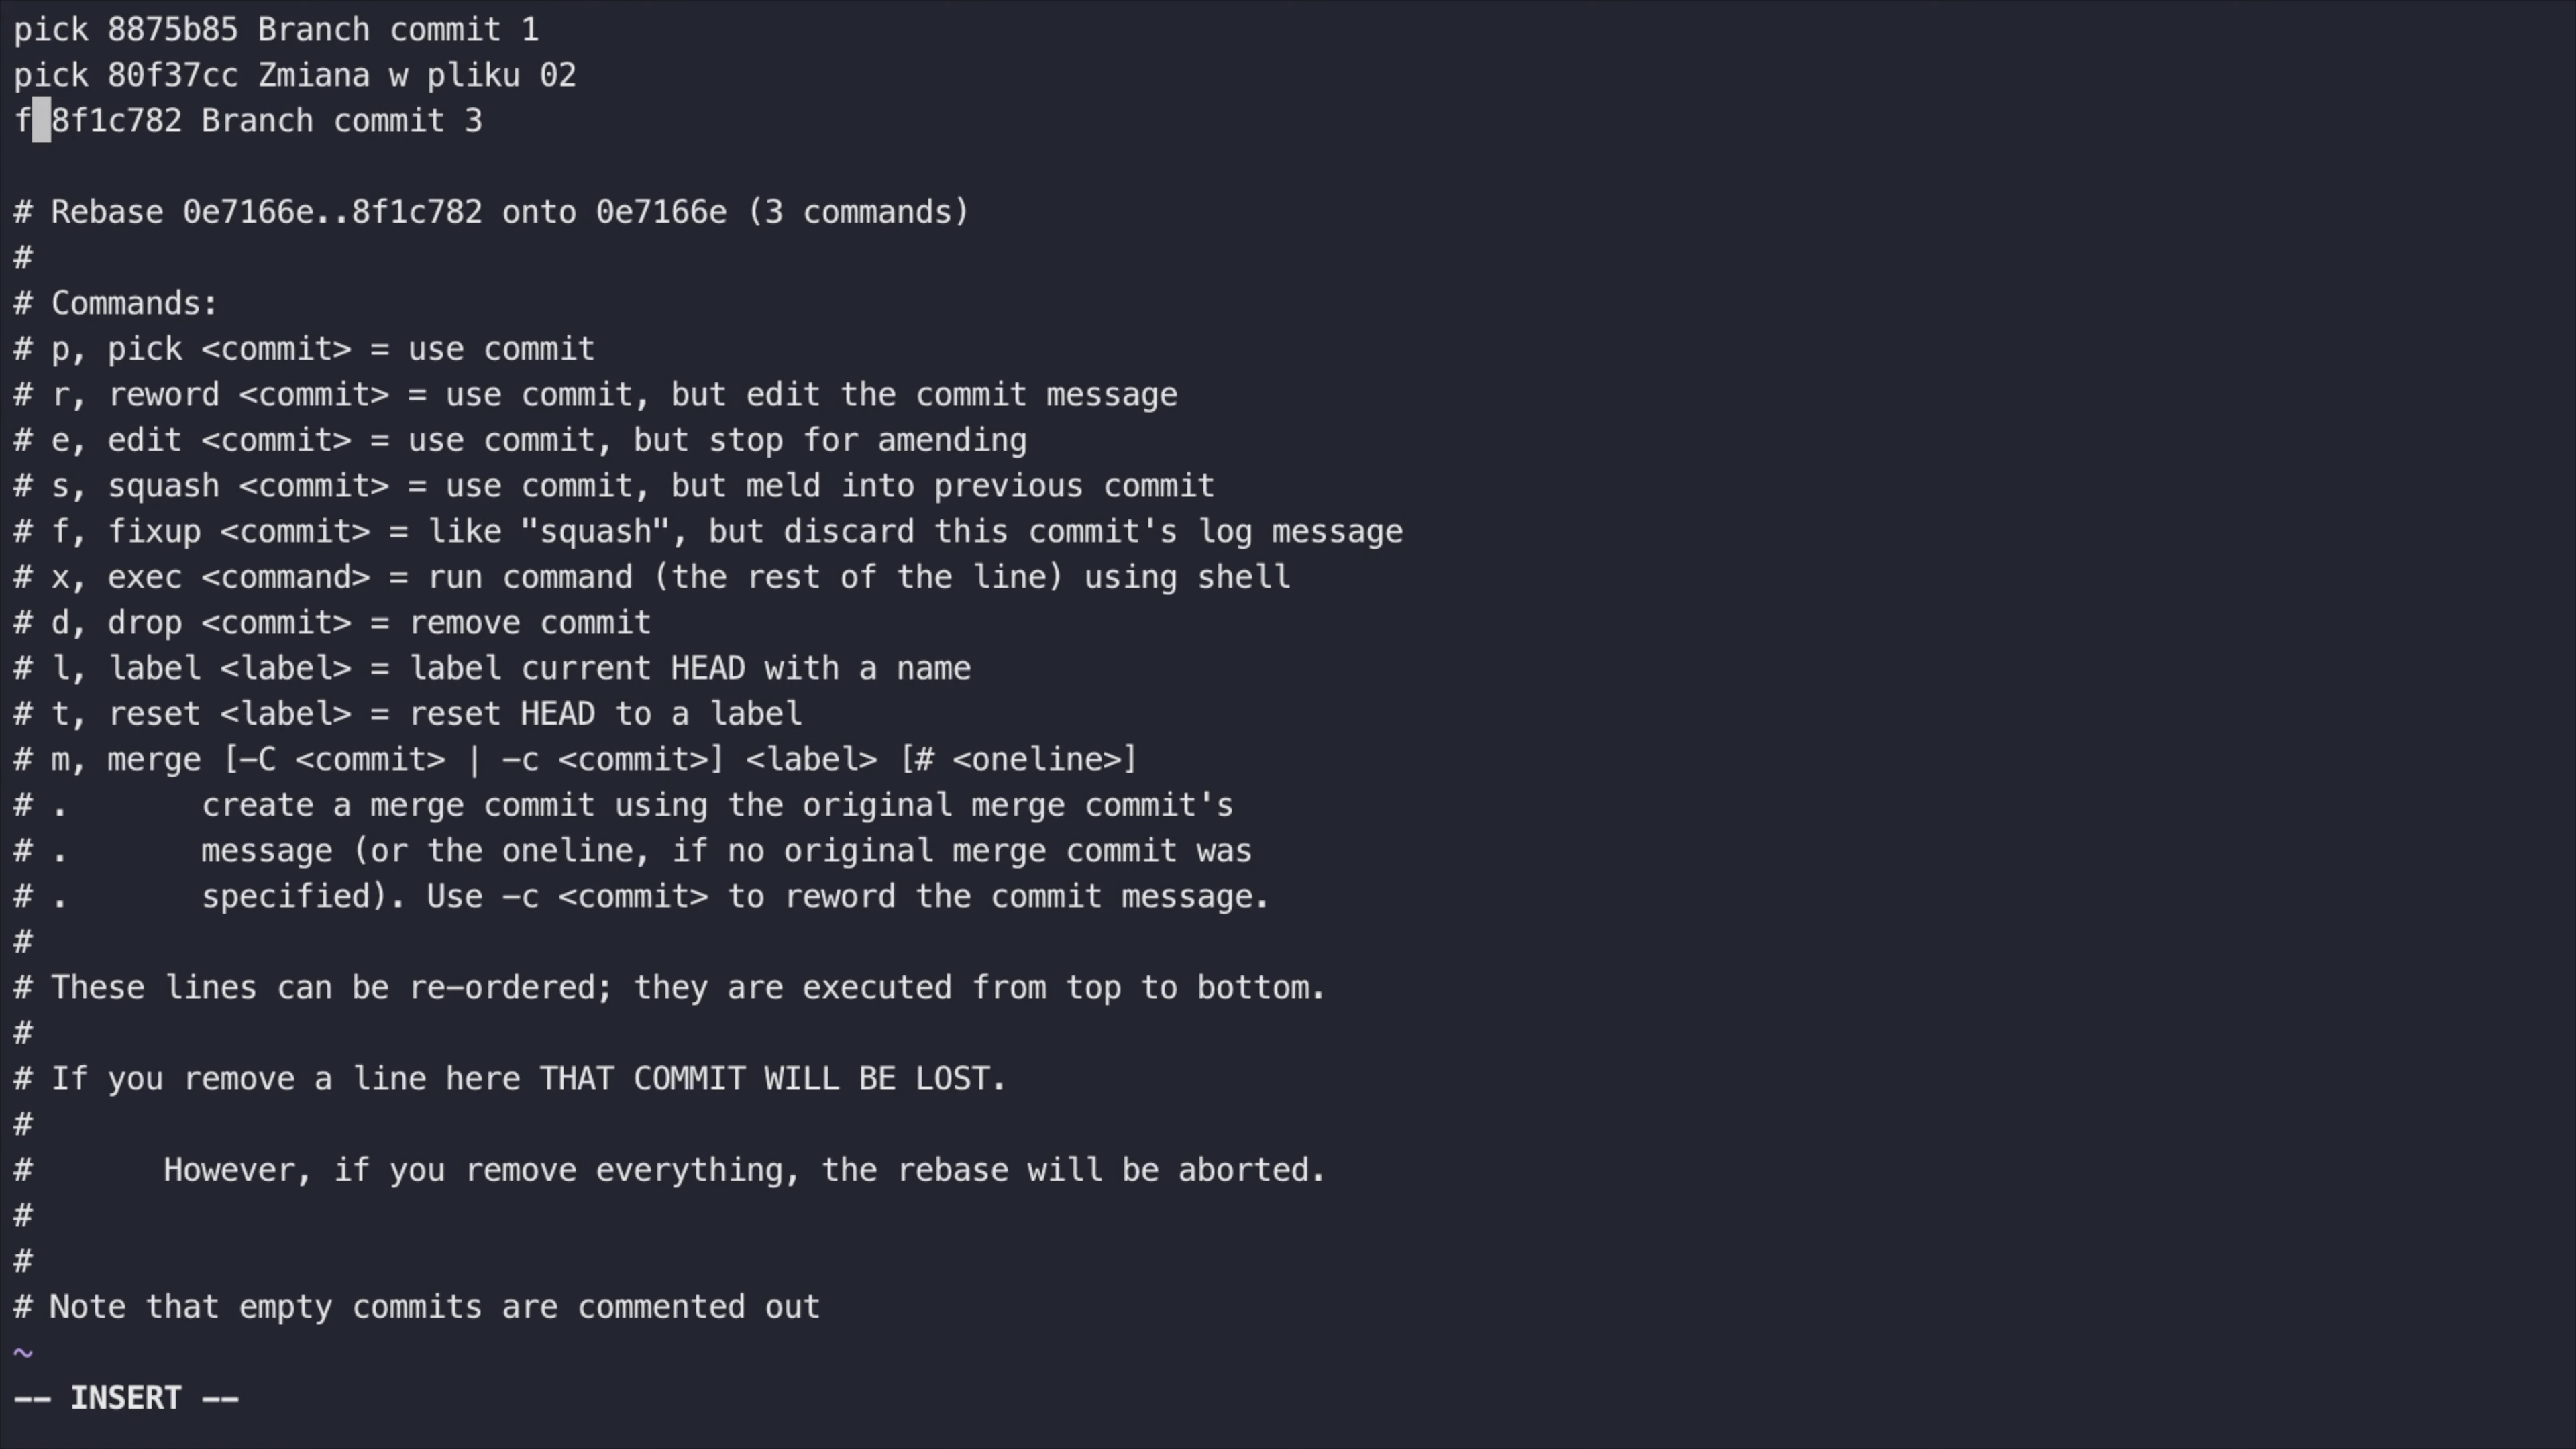 pick 8875b85 Branch commit 1
pick 80f37cc Zmiana w pliku 02
f 8f1c782 Branch commit 3
# Rebase 0e7166e..8f1c782 onto 0e7166e (3 commands)
#
# Commands:
# p, pick <commit> = use commit
# r, reword <commit> = use commit, but edit the commit message
# e, edit <commit> = use commit, but stop for amending
# s, squash <commit> = use commit, but meld into previous commit
# f, fixup <commit> = like "squash", but discard this commit's log message
# x, exec <command> = run command (the rest of the line) using shell
# d, drop <commit> = remove commit
# l, label <label> = label current HEAD with a name
# t, reset <label> = reset HEAD to a label
# m, merge [-C <commit> | -c <commit>] <label> [# <oneline>]
# .       create a merge commit using the original merge commit's
# .       message (or the oneline, if no original merge commit was
# .       specified). Use -c <commit> to reword the commit message.
#
# These lines can be re-ordered; they are executed from top to bottom.
#
# If you remove a line here THAT COMMIT WILL BE LOST.
#
#       However, if you remove everything, the rebase will be aborted.
#
#
# Note that empty commits are commented out
~
-- INSERT --